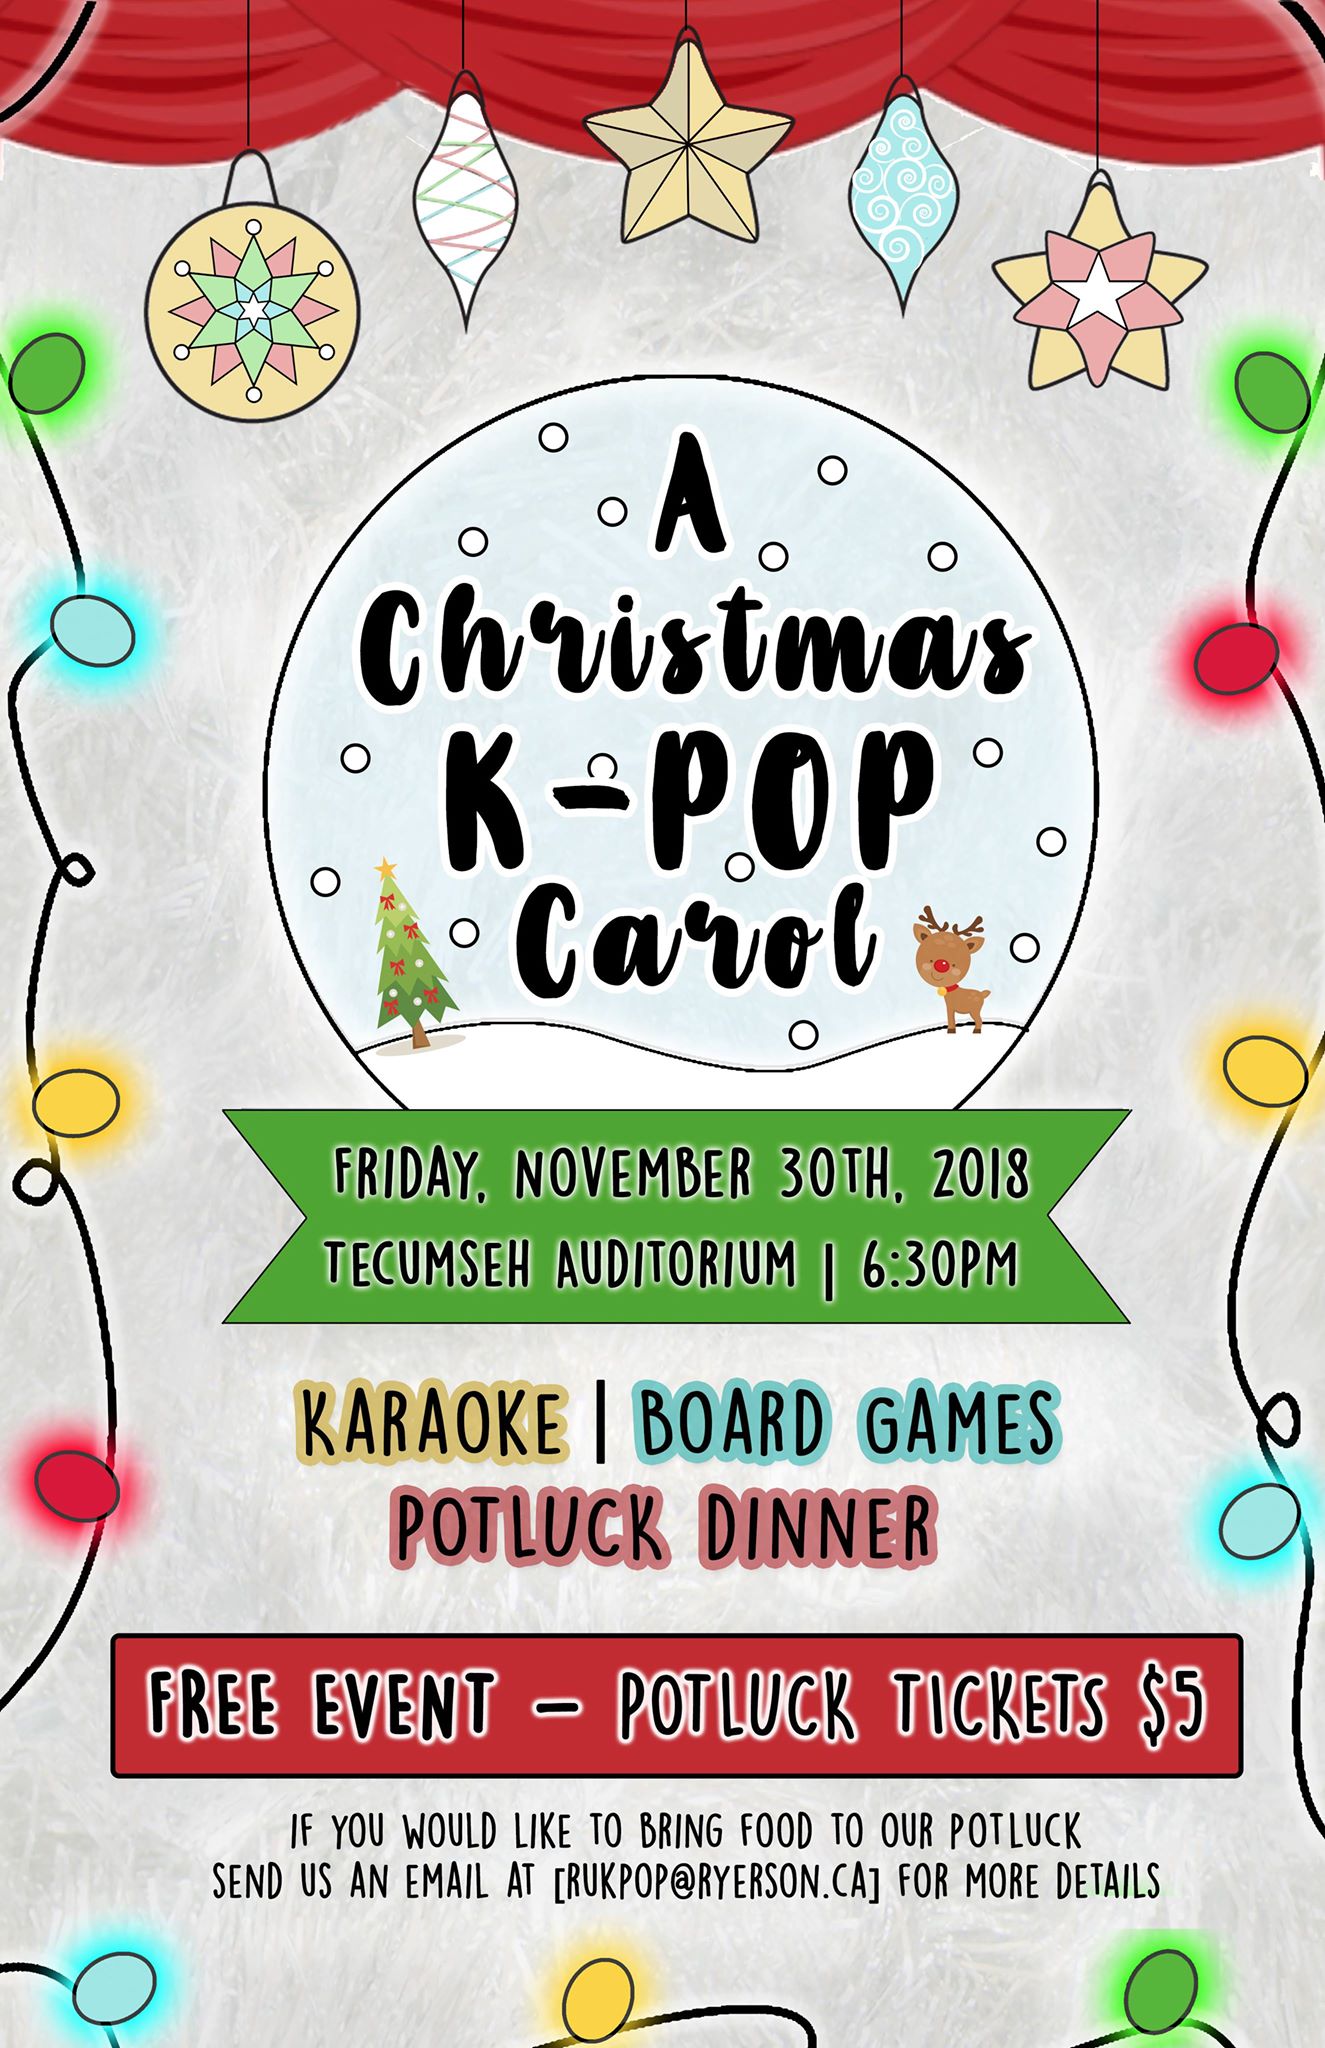 A
Christmas
K-POP
Carol
FRIDAY, NOVEMBER 30TH, 2018
TECUMSEH AUDITORIUM | 6:30PM
KARAOKE | BOARD GAMES
POTLUCK DINNER
FREE EVENT - POTLUCK TICKETS $5
IF YOU WOULD LIKE TO BRING FOOD TO OUR POTLUCK
SEND US AN EMAIL AT [RUKPOP@RYERSON.CA] FOR MORE DETAILS